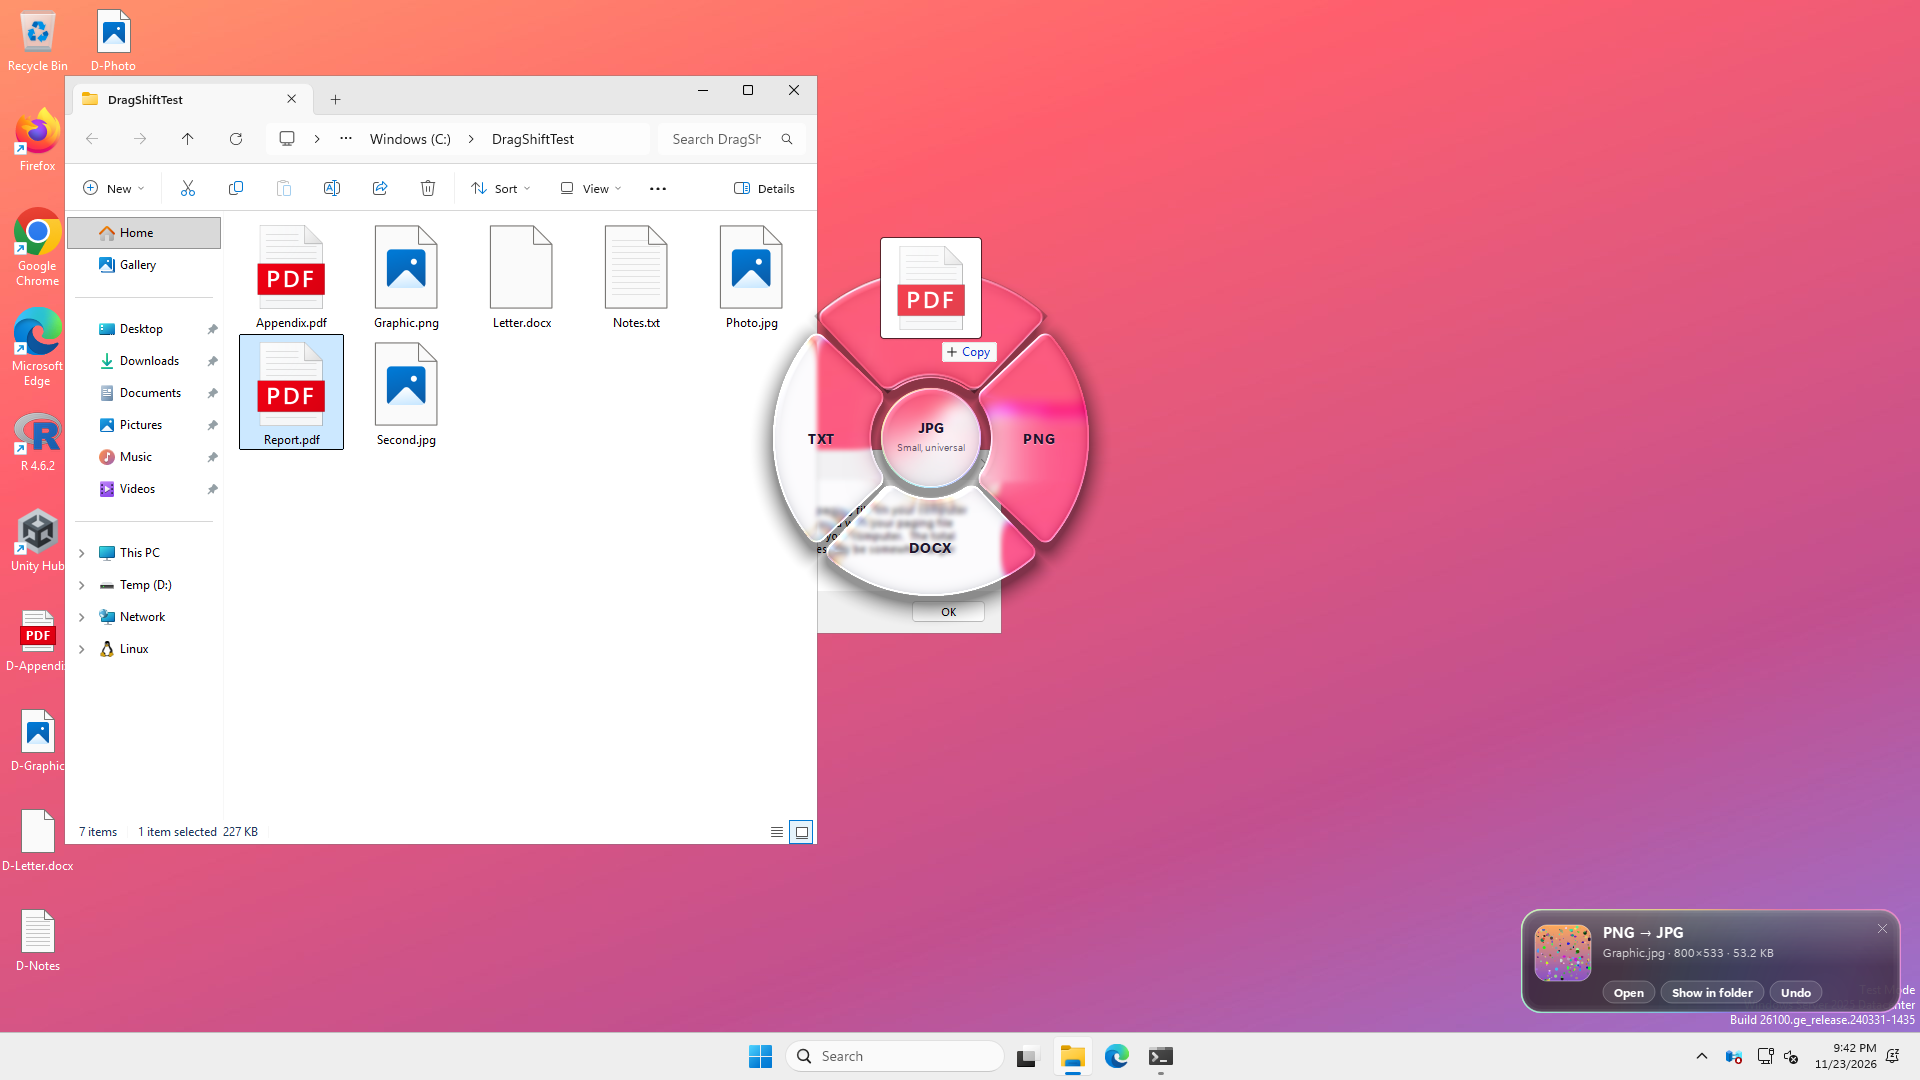 Recycle Bin
D-Photo
Firefox
Google
Chrome
Microsoft
Edge
R 4.6.2
Unity Hub
D-Appendix
D-Graphic
D-Letter.docx
D-Notes
DragShiftTest
Windows (C:)
DragShiftTest
Search DragSh
New
Sort
View
Details
Home
Gallery
Desktop
Downloads
Documents
Pictures
Music
Videos
This PC
Temp (D:)
Network
Linux
PDF
Appendix.pdf
Graphic.png
Letter.docx
Notes.txt
Photo.jpg
PDF
Report.pdf
Second.jpg
7 items
1 item selected 227 KB
PDF
PDF
Copy
JPG
Small, universal
TXT
PNG
DOCX
OK
PNG → JPG
Graphic.jpg · 800×533 · 53.2 KB
Open
Show in folder
Undo
Build 26100.ge_release.240331-1435
Search
9:42 PM
11/23/2026